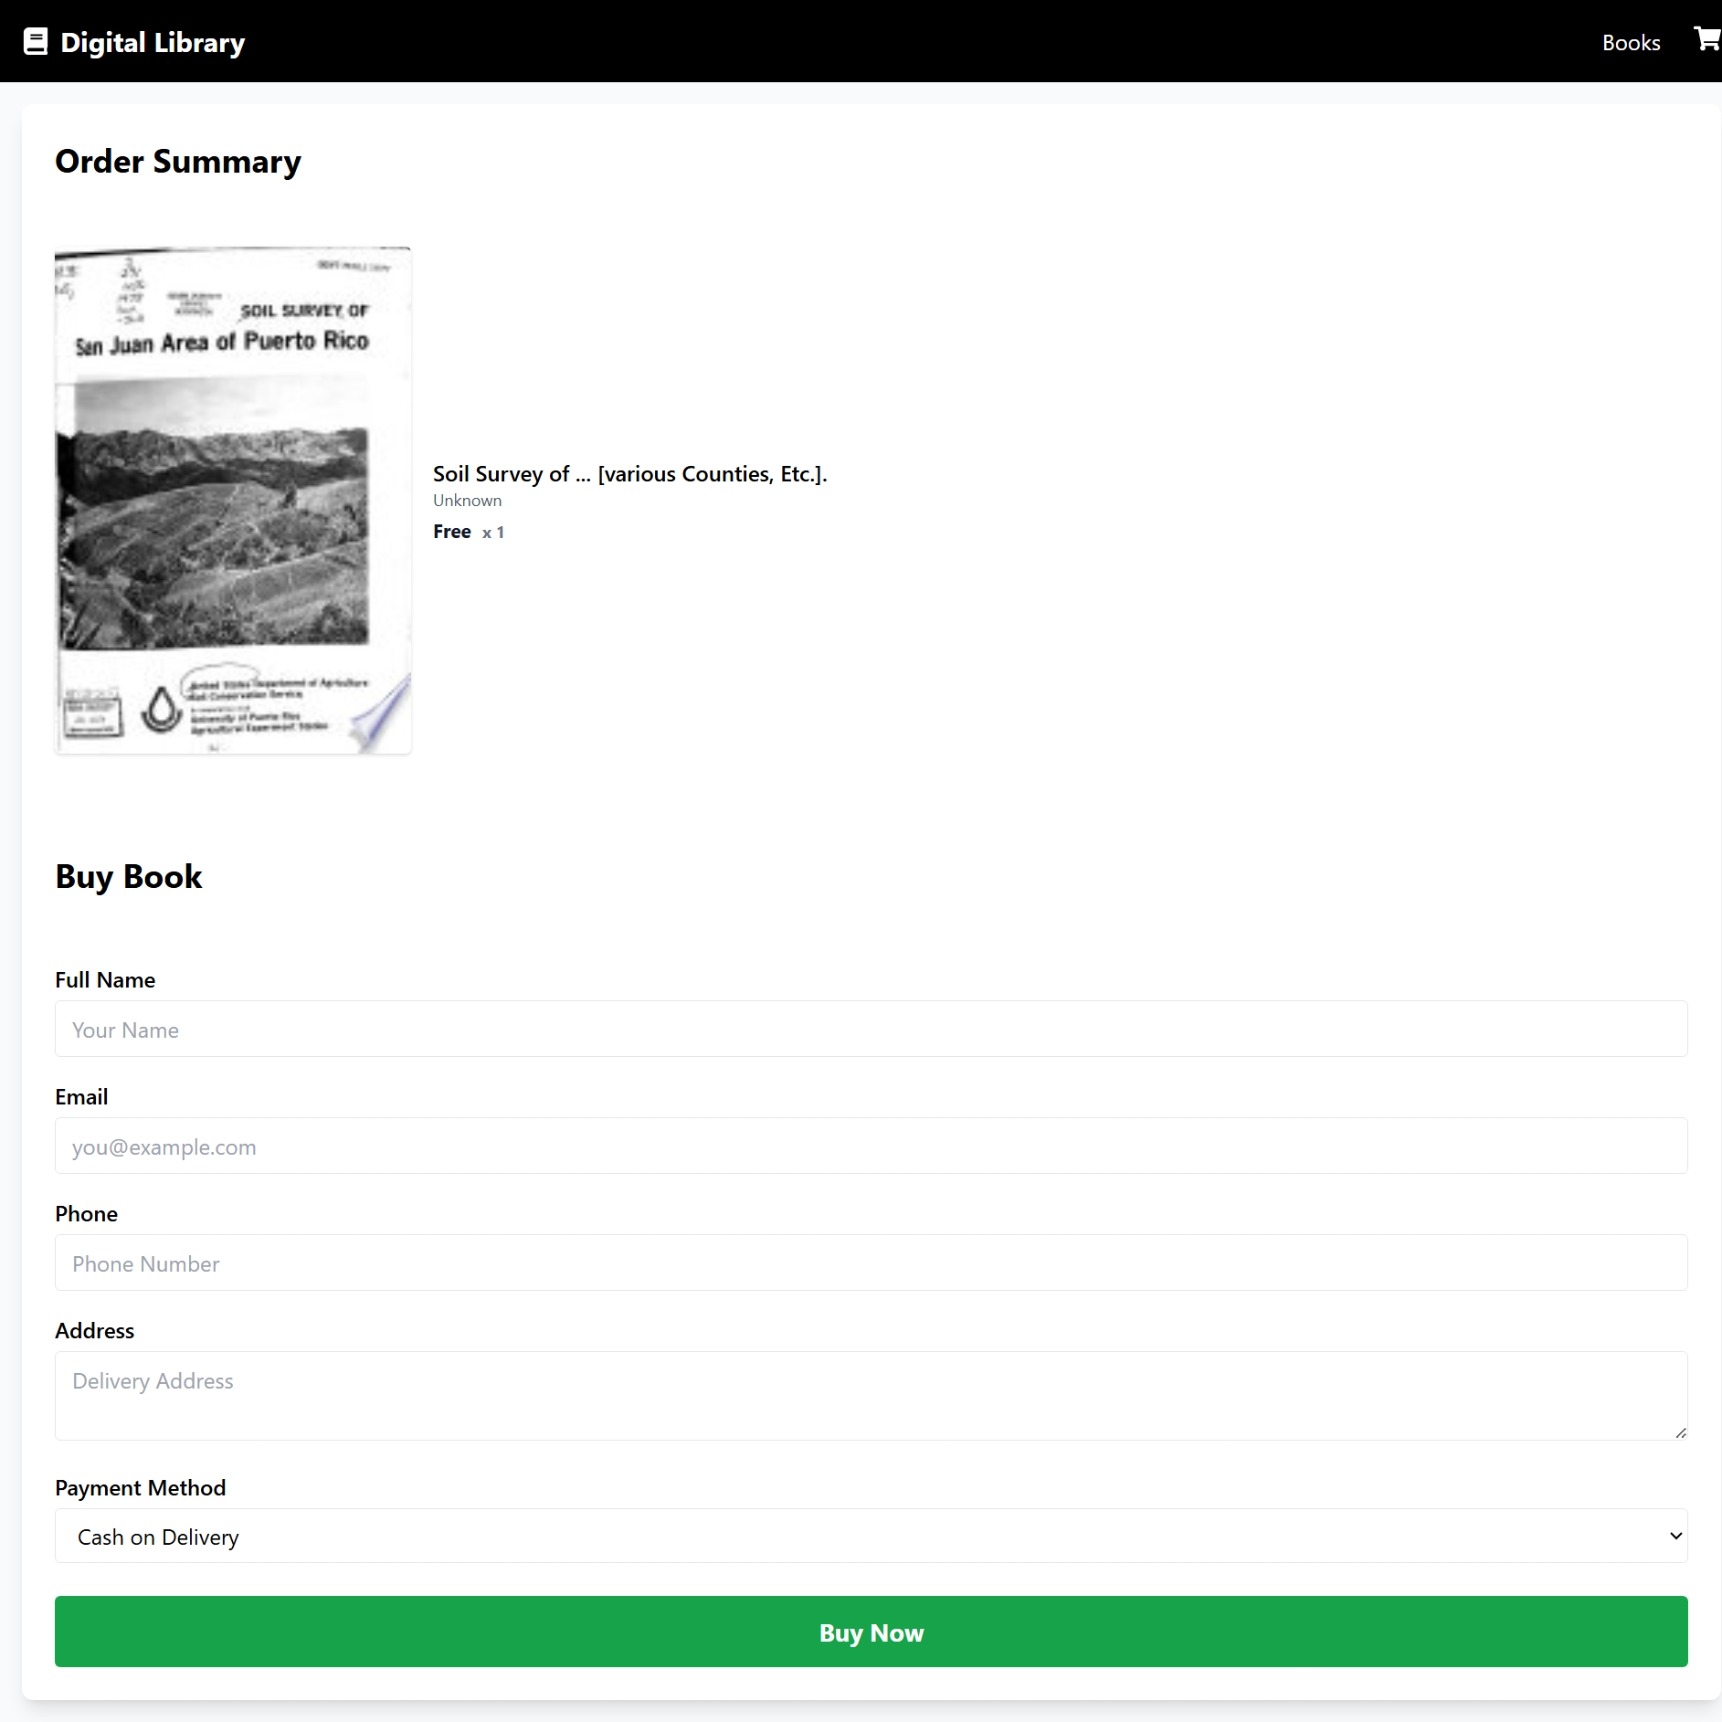 Digital Library
Books
Order Summary
SOIL SURVEY OF
San Juan Area of Puerto Rico
United States Department of Agriculture
Soil Conservation Service
University of Puerto Rico
Agricultural Experiment Station
Soil Survey of ... [various Counties, Etc.].
Unknown
Free x 1
Buy Book
Full Name
Your Name
Email
you@example.com
Phone
Phone Number
Address
Delivery Address
Payment Method
Cash on Delivery
Buy Now